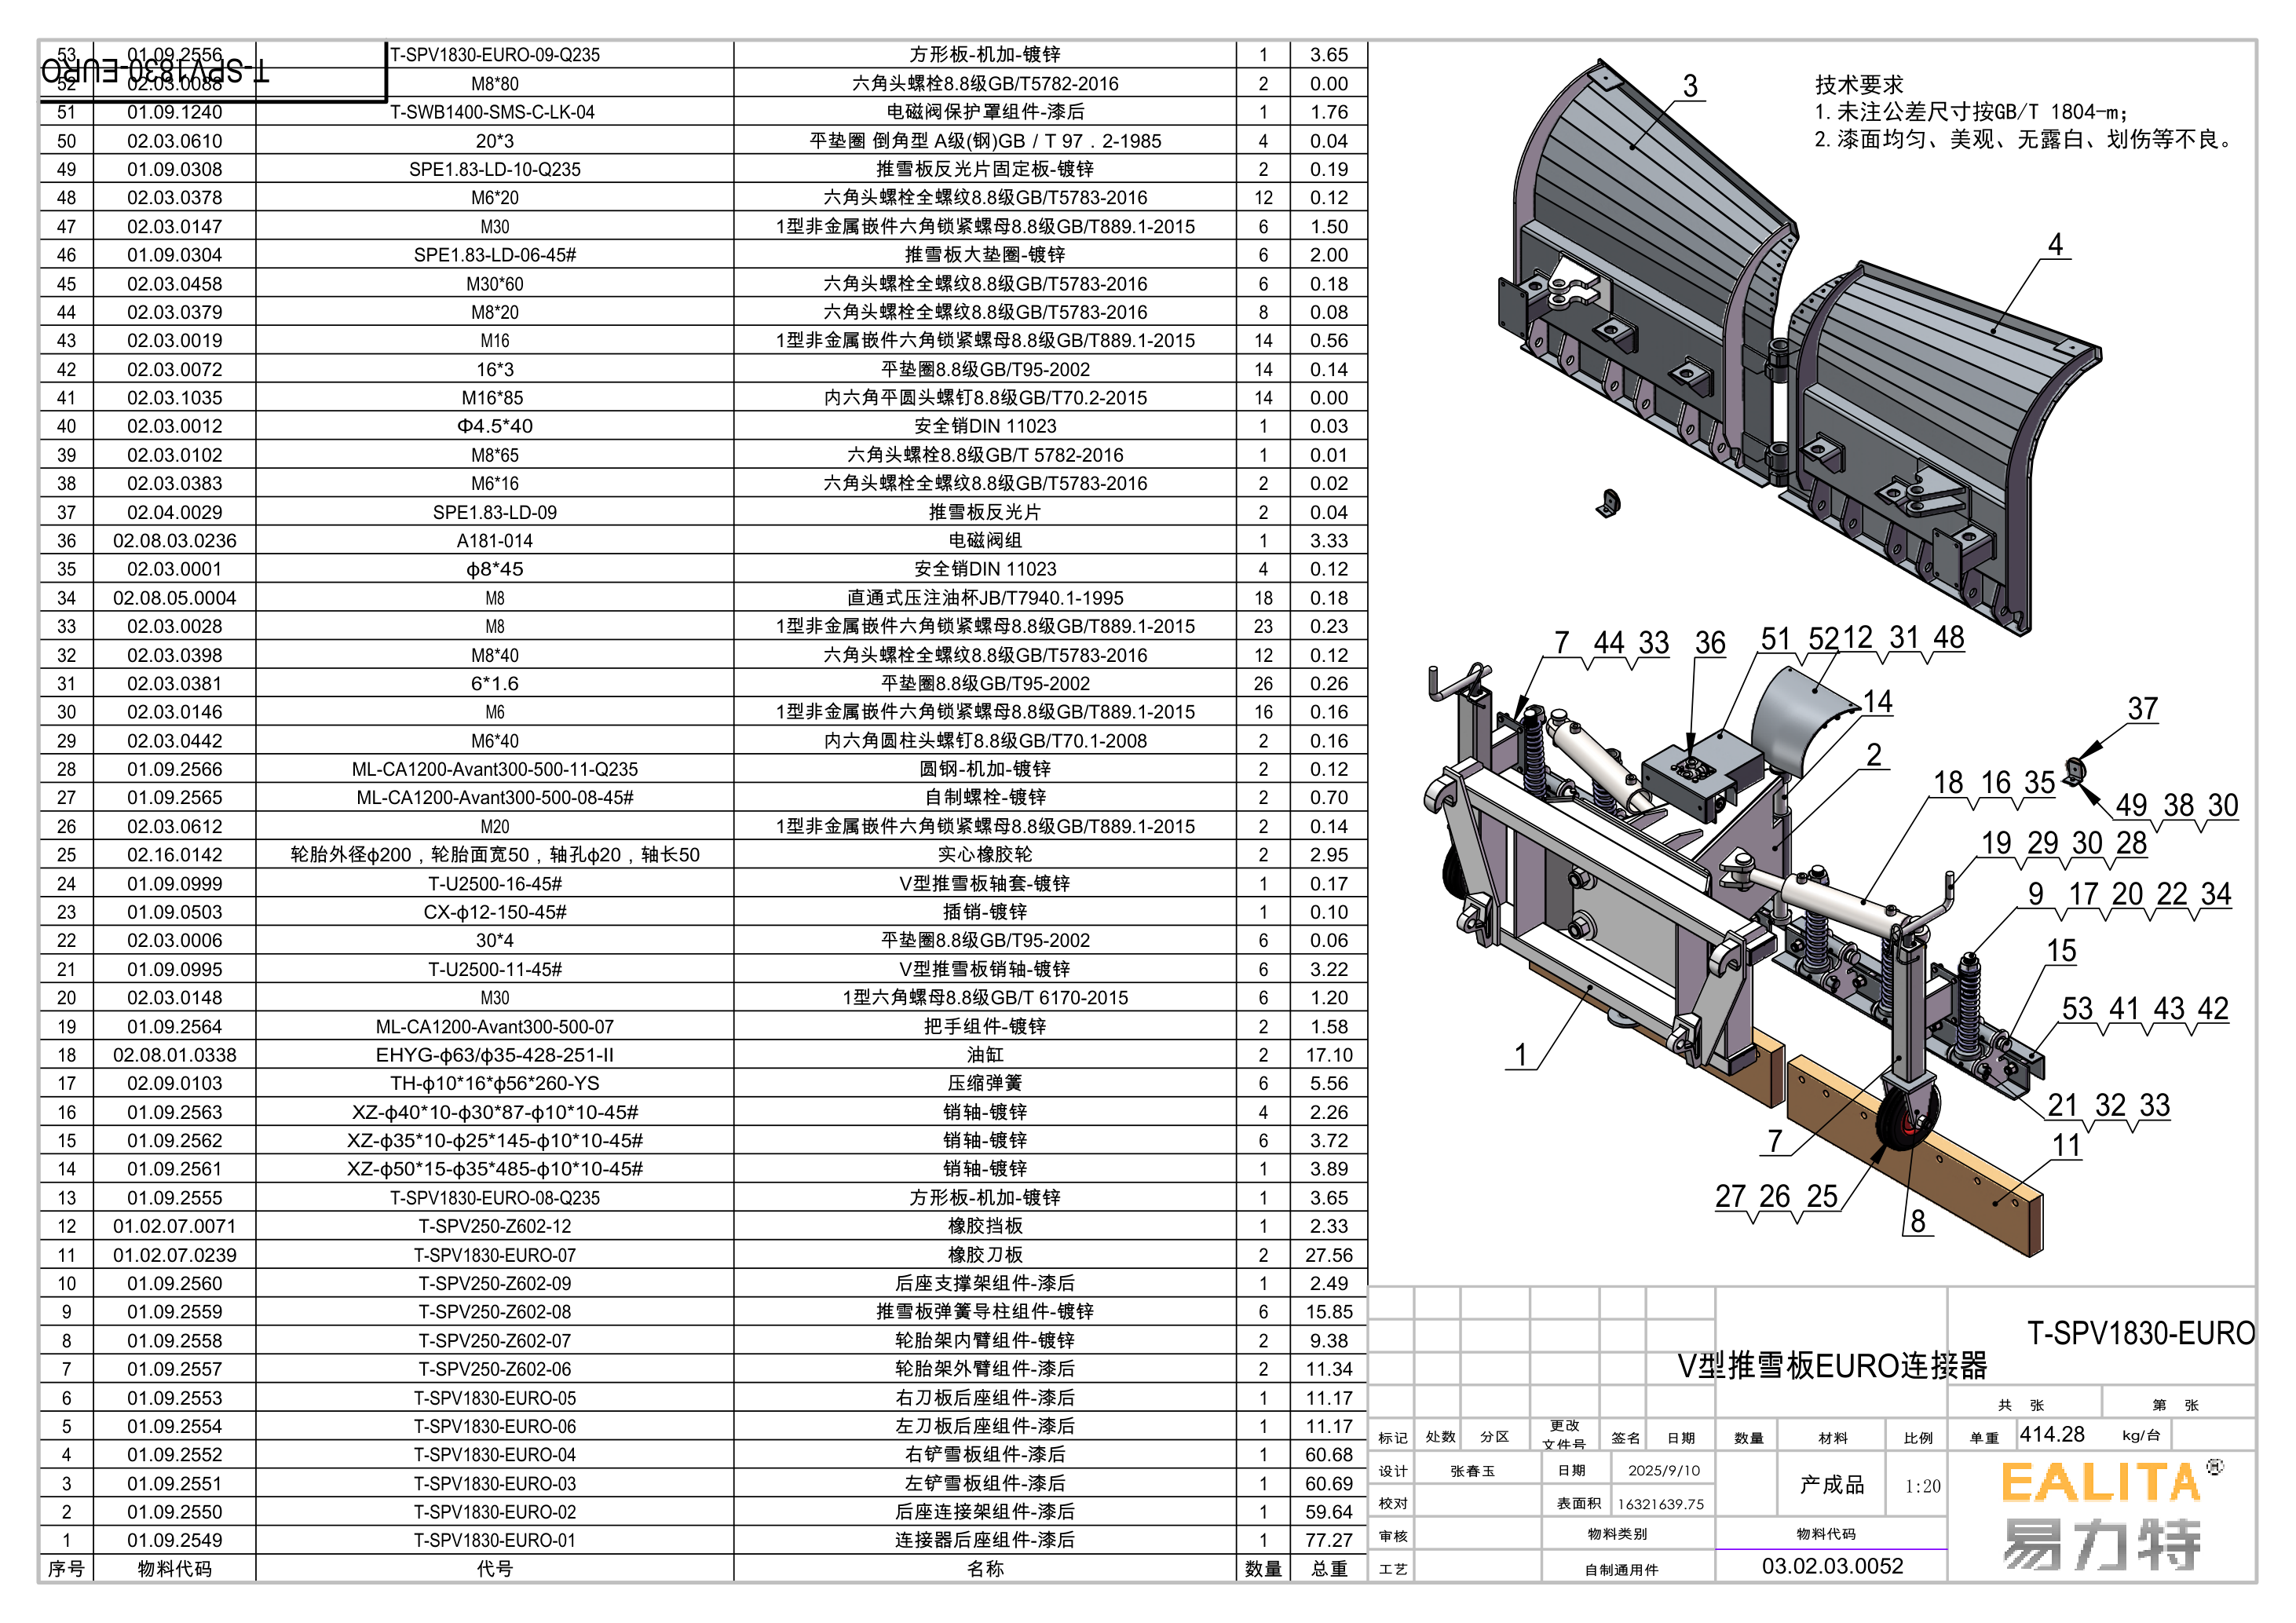 T-SPV1830-EURO
53 01.09.2556 T-SPV1830-EURO-09-Q235 方形板-机加-镀锌 1 3.65
52 02.03.0088 M8*80 六角头螺栓8.8级GB/T5782-2016 2 0.00
51 01.09.1240 T-SWB1400-SMS-C-LK-04 电磁阀保护罩组件-漆后 1 1.76
50 02.03.0610 20*3 平垫圈 倒角型 A级(钢)GB / T 97 . 2-1985 4 0.04
49 01.09.0308 SPE1.83-LD-10-Q235 推雪板反光片固定板-镀锌 2 0.19
48 02.03.0378 M6*20 六角头螺栓全螺纹8.8级GB/T5783-2016 12 0.12
47 02.03.0147 M30 1型非金属嵌件六角锁紧螺母8.8级GB/T889.1-2015 6 1.50
46 01.09.0304 SPE1.83-LD-06-45# 推雪板大垫圈-镀锌 6 2.00
45 02.03.0458 M30*60 六角头螺栓全螺纹8.8级GB/T5783-2016 6 0.18
44 02.03.0379 M8*20 六角头螺栓全螺纹8.8级GB/T5783-2016 8 0.08
43 02.03.0019 M16 1型非金属嵌件六角锁紧螺母8.8级GB/T889.1-2015 14 0.56
42 02.03.0072 16*3 平垫圈8.8级GB/T95-2002 14 0.14
41 02.03.1035 M16*85 内六角平圆头螺钉8.8级GB/T70.2-2015 14 0.00
40 02.03.0012 Φ4.5*40 安全销DIN 11023 1 0.03
39 02.03.0102 M8*65 六角头螺栓8.8级GB/T 5782-2016 1 0.01
38 02.03.0383 M6*16 六角头螺栓全螺纹8.8级GB/T5783-2016 2 0.02
37 02.04.0029 SPE1.83-LD-09 推雪板反光片 2 0.04
36 02.08.03.0236 A181-014 电磁阀组 1 3.33
35 02.03.0001 ф8*45 安全销DIN 11023 4 0.12
34 02.08.05.0004 M8 直通式压注油杯JB/T7940.1-1995 18 0.18
33 02.03.0028 M8 1型非金属嵌件六角锁紧螺母8.8级GB/T889.1-2015 23 0.23
32 02.03.0398 M8*40 六角头螺栓全螺纹8.8级GB/T5783-2016 12 0.12
31 02.03.0381 6*1.6 平垫圈8.8级GB/T95-2002 26 0.26
30 02.03.0146 M6 1型非金属嵌件六角锁紧螺母8.8级GB/T889.1-2015 16 0.16
29 02.03.0442 M6*40 内六角圆柱头螺钉8.8级GB/T70.1-2008 2 0.16
28 01.09.2566 ML-CA1200-Avant300-500-11-Q235 圆钢-机加-镀锌 2 0.12
27 01.09.2565 ML-CA1200-Avant300-500-08-45# 自制螺栓-镀锌 2 0.70
26 02.03.0612 M20 1型非金属嵌件六角锁紧螺母8.8级GB/T889.1-2015 2 0.14
25 02.16.0142 轮胎外径ф200，轮胎面宽50，轴孔ф20，轴长50 实心橡胶轮 2 2.95
24 01.09.0999 T-U2500-16-45# V型推雪板轴套-镀锌 1 0.17
23 01.09.0503 CX-ф12-150-45# 插销-镀锌 1 0.10
22 02.03.0006 30*4 平垫圈8.8级GB/T95-2002 6 0.06
21 01.09.0995 T-U2500-11-45# V型推雪板销轴-镀锌 6 3.22
20 02.03.0148 M30 1型六角螺母8.8级GB/T 6170-2015 6 1.20
19 01.09.2564 ML-CA1200-Avant300-500-07 把手组件-镀锌 2 1.58
18 02.08.01.0338 EHYG-ф63/ф35-428-251-II 油缸 2 17.10
17 02.09.0103 TH-ф10*16*ф56*260-YS 压缩弹簧 6 5.56
16 01.09.2563 XZ-ф40*10-ф30*87-ф10*10-45# 销轴-镀锌 4 2.26
15 01.09.2562 XZ-ф35*10-ф25*145-ф10*10-45# 销轴-镀锌 6 3.72
14 01.09.2561 XZ-ф50*15-ф35*485-ф10*10-45# 销轴-镀锌 1 3.89
13 01.09.2555 T-SPV1830-EURO-08-Q235 方形板-机加-镀锌 1 3.65
12 01.02.07.0071 T-SPV250-Z602-12 橡胶挡板 1 2.33
11 01.02.07.0239 T-SPV1830-EURO-07 橡胶刀板 2 27.56
10 01.09.2560 T-SPV250-Z602-09 后座支撑架组件-漆后 1 2.49
9 01.09.2559 T-SPV250-Z602-08 推雪板弹簧导柱组件-镀锌 6 15.85
8 01.09.2558 T-SPV250-Z602-07 轮胎架内臂组件-镀锌 2 9.38
7 01.09.2557 T-SPV250-Z602-06 轮胎架外臂组件-漆后 2 11.34
6 01.09.2553 T-SPV1830-EURO-05 右刀板后座组件-漆后 1 11.17
5 01.09.2554 T-SPV1830-EURO-06 左刀板后座组件-漆后 1 11.17
4 01.09.2552 T-SPV1830-EURO-04 右铲雪板组件-漆后 1 60.68
3 01.09.2551 T-SPV1830-EURO-03 左铲雪板组件-漆后 1 60.69
2 01.09.2550 T-SPV1830-EURO-02 后座连接架组件-漆后 1 59.64
1 01.09.2549 T-SPV1830-EURO-01 连接器后座组件-漆后 1 77.27
序号 物料代码 代号 名称 数量 总重
技术要求
1.未注公差尺寸按GB/T 1804-m；
2.漆面均匀、美观、无露白、划伤等不良。
3
4
7 44 33 36 51 52 12 31 48
14
37
2
18 16 35
49 38 30
19 29 30 28
9 17 20 22 34
15
53 41 43 42
1
21 32 33
7
11
27 26 25
8
T-SPV1830-EURO
V型推雪板EURO连接器
共 张 第 张
标记 处数 分区 更改文件号 签名 日期 数量 材料 比例 单重 414.28 kg/台
设计 张春玉 日期 2025/9/10 产成品 1:20
校对 表面积 16321639.75
审核 物料类别 物料代码
工艺 自制通用件 03.02.03.0052
EALITA®
易力特